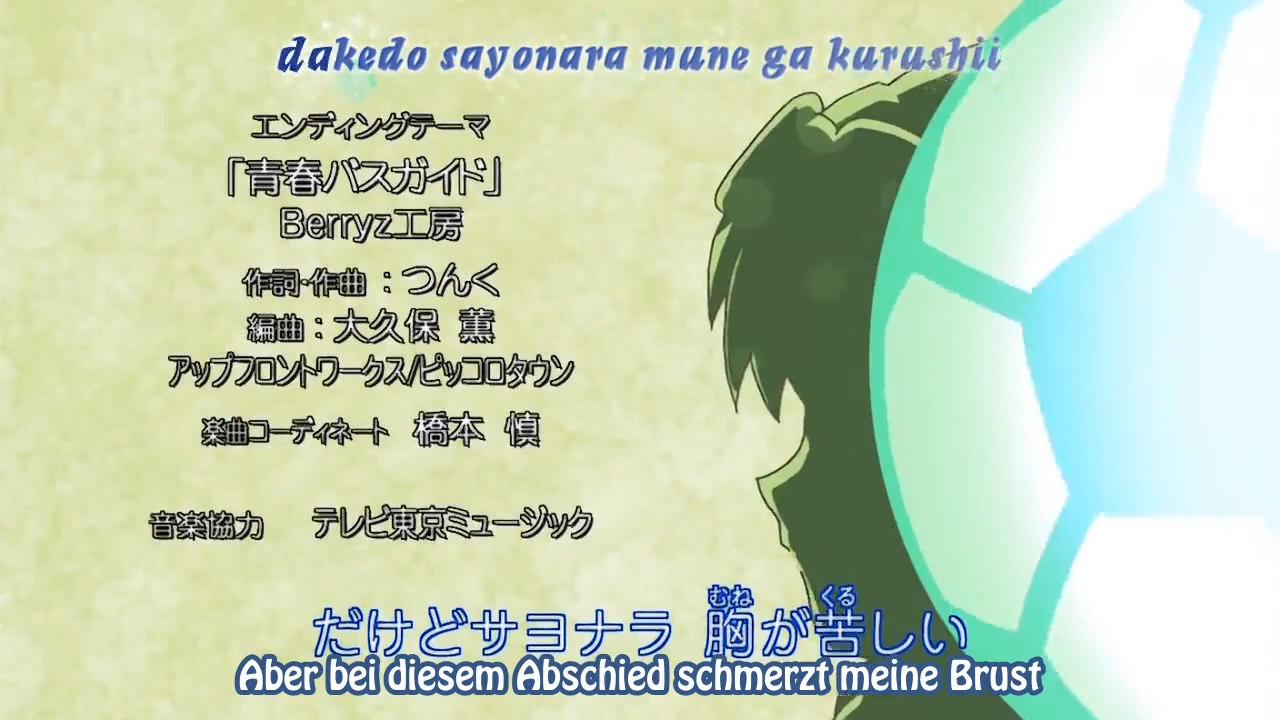 dakedo sayonara mune ga kurushii
エンディングテーマ
「青春バスガイド」
Berryz工房
作詞・作曲：つんく
編曲：大久保 薫
アップフロントワークス/ピッコロタウン
楽曲コーディネート 橋本 慎
音楽協力 テレビ東京ミュージック
むね くる
だけどサヨナラ 胸が苦しい
Aber bei diesem Abschied schmerzt meine Brust